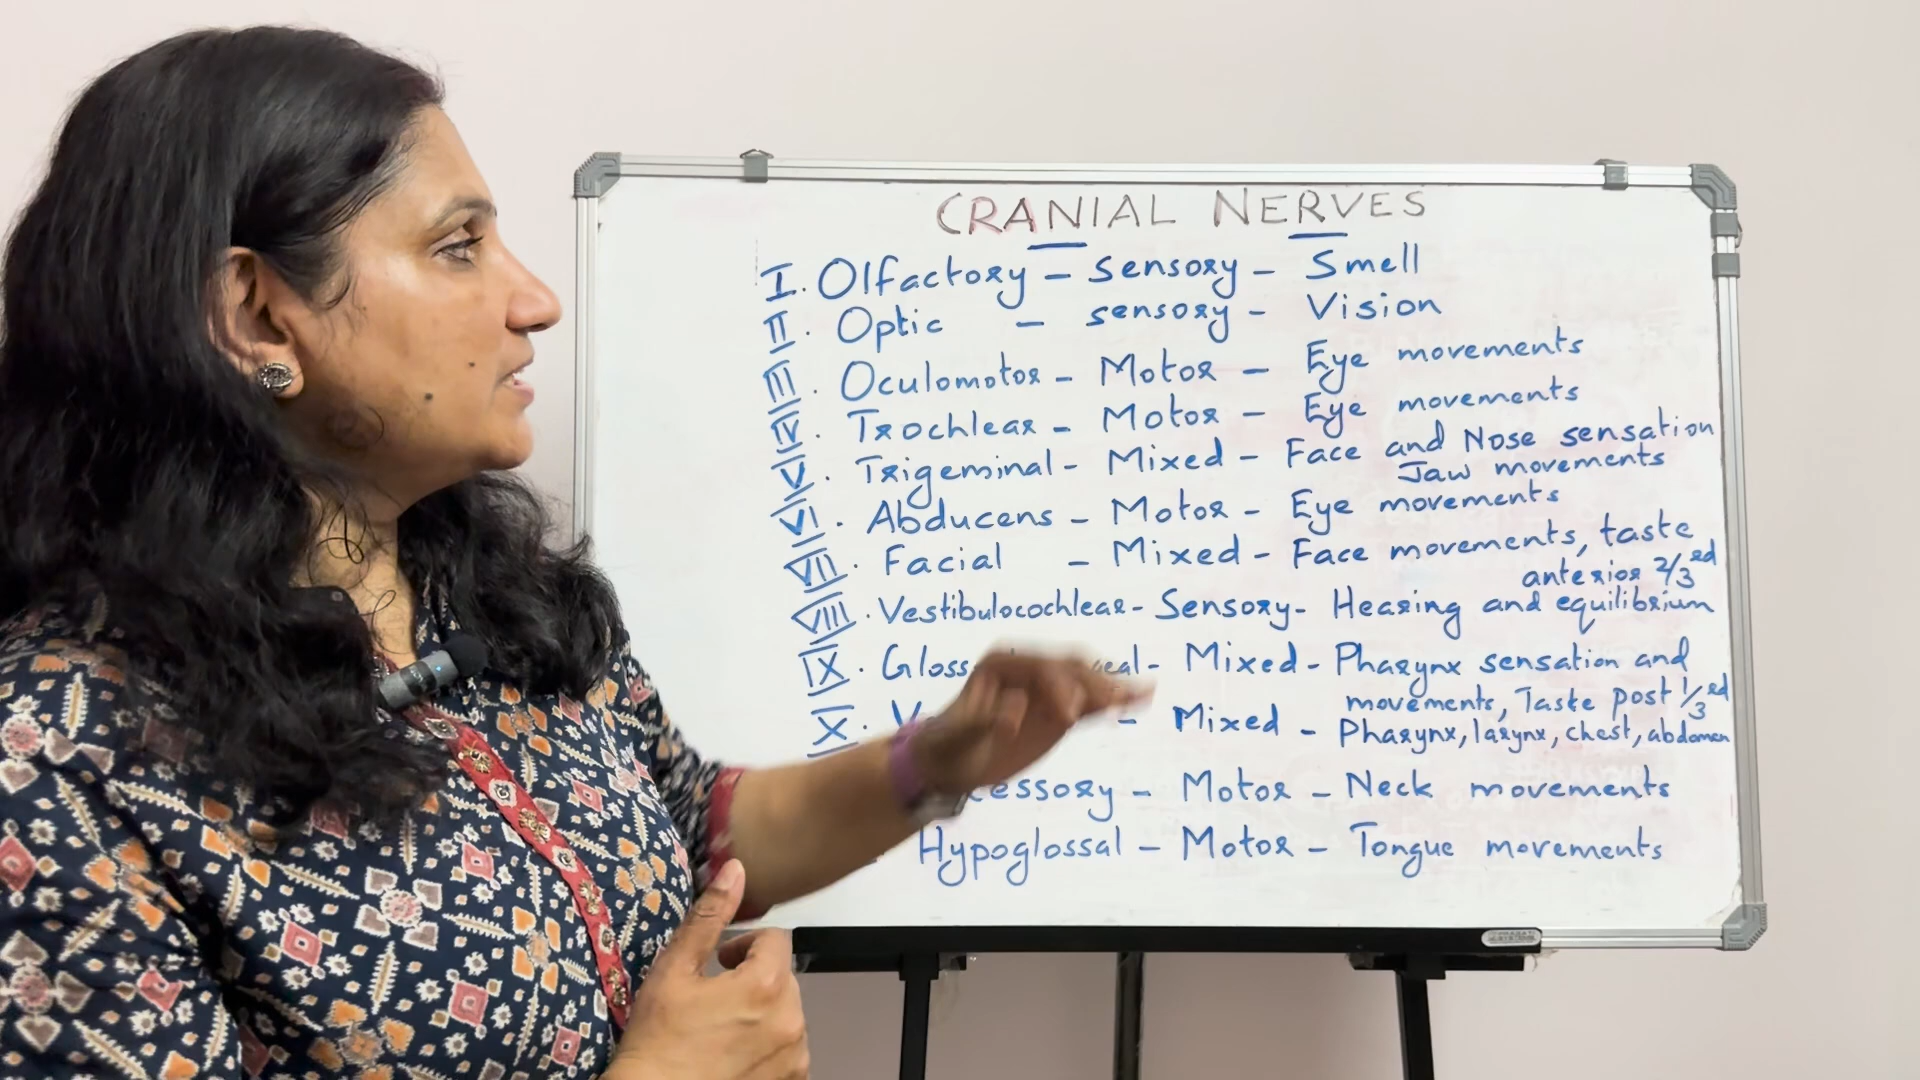 CRANIAL NERVES
I. Olfactory - Sensory - Smell
II. Optic - sensory - Vision
III. Oculomotor - Motor - Eye movements
IV. Trochlear - Motor - Eye movements
V. Trigeminal - Mixed - Face and Nose sensation
Jaw movements
VI. Abducens - Motor - Eye movements
VII. Facial - Mixed - Face movements, taste
anterior 2/3rd
VIII. Vestibulocochlear - Sensory - Hearing and equilibrium
IX. - Mixed - Pharynx sensation and
movements, Taste post 1/3rd
X. - Mixed - Pharynx, larynx, chest, abdomen
- Motor - Neck movements
Hypoglossal - Motor - Tongue movements